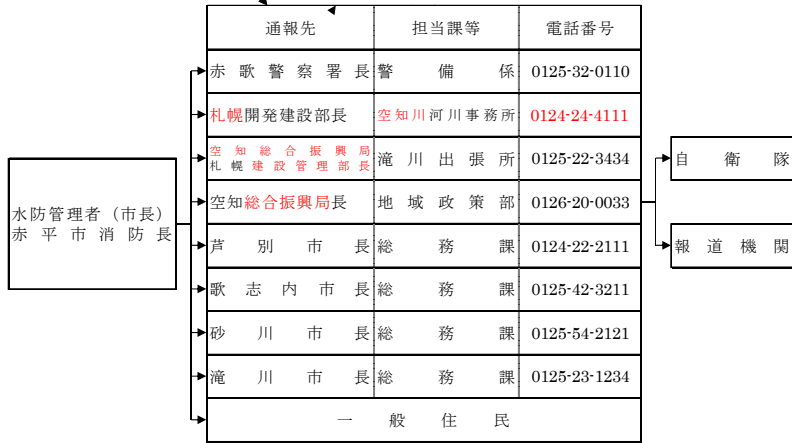 通報先 担当課等 電話番号
赤歌警察署長 警備係 0125-32-0110
札幌開発建設部長 空知川河川事務所 0124-24-4111
空知総合振興局
札幌建設管理部長 滝川出張所 0125-22-3434
空知総合振興局長 地域政策部 0126-20-0033
芦別市長 総務課 0124-22-2111
歌志内市長 総務課 0125-42-3211
砂川市長 総務課 0125-54-2121
滝川市長 総務課 0125-23-1234
一般住民
水防管理者（市長）
赤平市消防長
自衛隊
報道機関